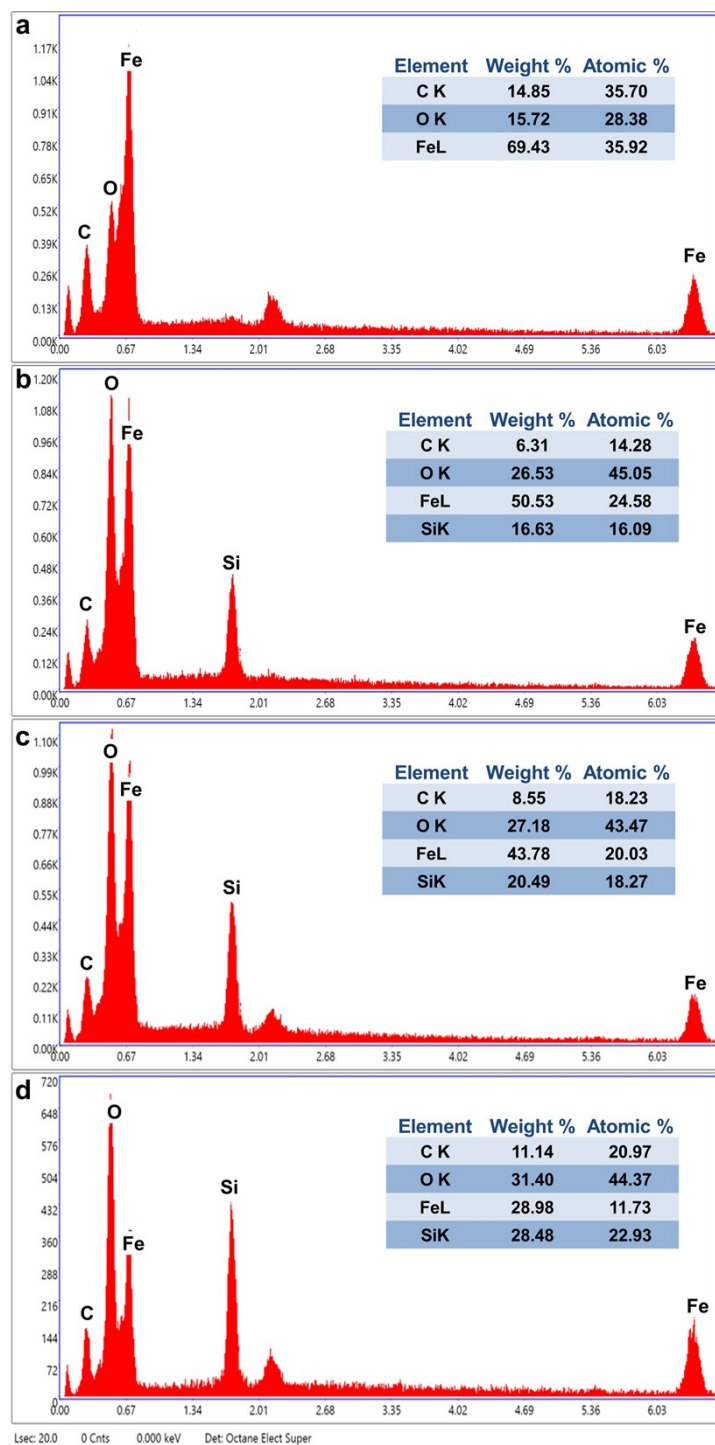 a
1.17K
1.04K
0.91K
0.78K
0.65K
0.52K
0.39K
0.26K
0.13K
0.00K
C
O
Fe
Fe
Element Weight % Atomic %
C K 14.85 35.70
O K 15.72 28.38
FeL 69.43 35.92
0.00 0.67 1.34 2.01 2.68 3.35 4.02 4.69 5.36 6.03
b
1.20K
1.08K
0.96K
0.84K
0.72K
0.60K
0.48K
0.36K
0.24K
0.12K
0.00K
C
O
Fe
Si
Fe
Element Weight % Atomic %
C K 6.31 14.28
O K 26.53 45.05
FeL 50.53 24.58
SiK 16.63 16.09
0.00 0.67 1.34 2.01 2.68 3.35 4.02 4.69 5.36 6.03
c
1.10K
0.99K
0.88K
0.77K
0.66K
0.55K
0.44K
0.33K
0.22K
0.11K
0.00K
C
O
Fe
Si
Fe
Element Weight % Atomic %
C K 8.55 18.23
O K 27.18 43.47
FeL 43.78 20.03
SiK 20.49 18.27
0.00 0.67 1.34 2.01 2.68 3.35 4.02 4.69 5.36 6.03
d
720
648
576
504
432
360
288
216
144
72
0
C
O
Fe
Si
Fe
Element Weight % Atomic %
C K 11.14 20.97
O K 31.40 44.37
FeL 28.98 11.73
SiK 28.48 22.93
0.00 0.67 1.34 2.01 2.68 3.35 4.02 4.69 5.36 6.03
Lsec: 20.0 0 Cnts 0.000 keV Det: Octane Elect Super